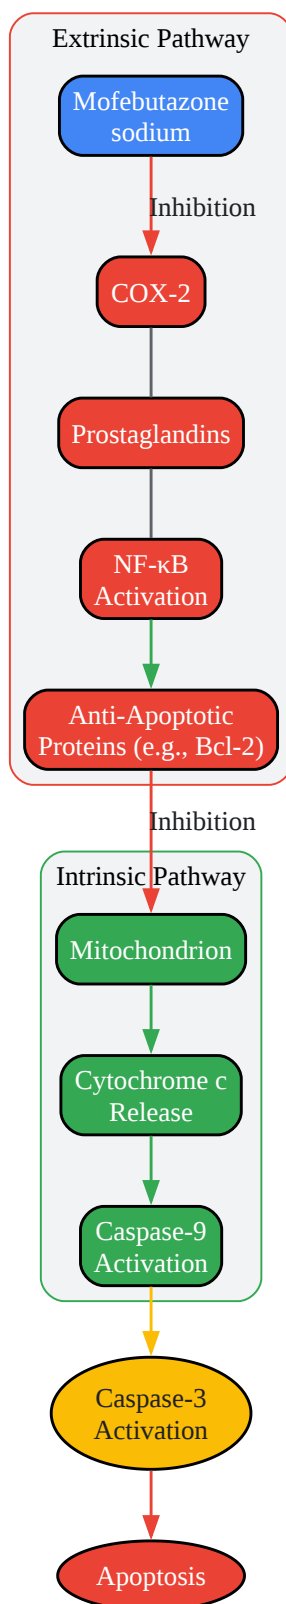 Extrinsic Pathway
Mofebutazone
sodium
Inhibition
COX-2
Prostaglandins
NF-κB
Activation
Anti-Apoptotic
Proteins (e.g., Bcl-2)
Inhibition
Intrinsic Pathway
Mitochondrion
Cytochrome c
Release
Caspase-9
Activation
Caspase-3
Activation
Apoptosis